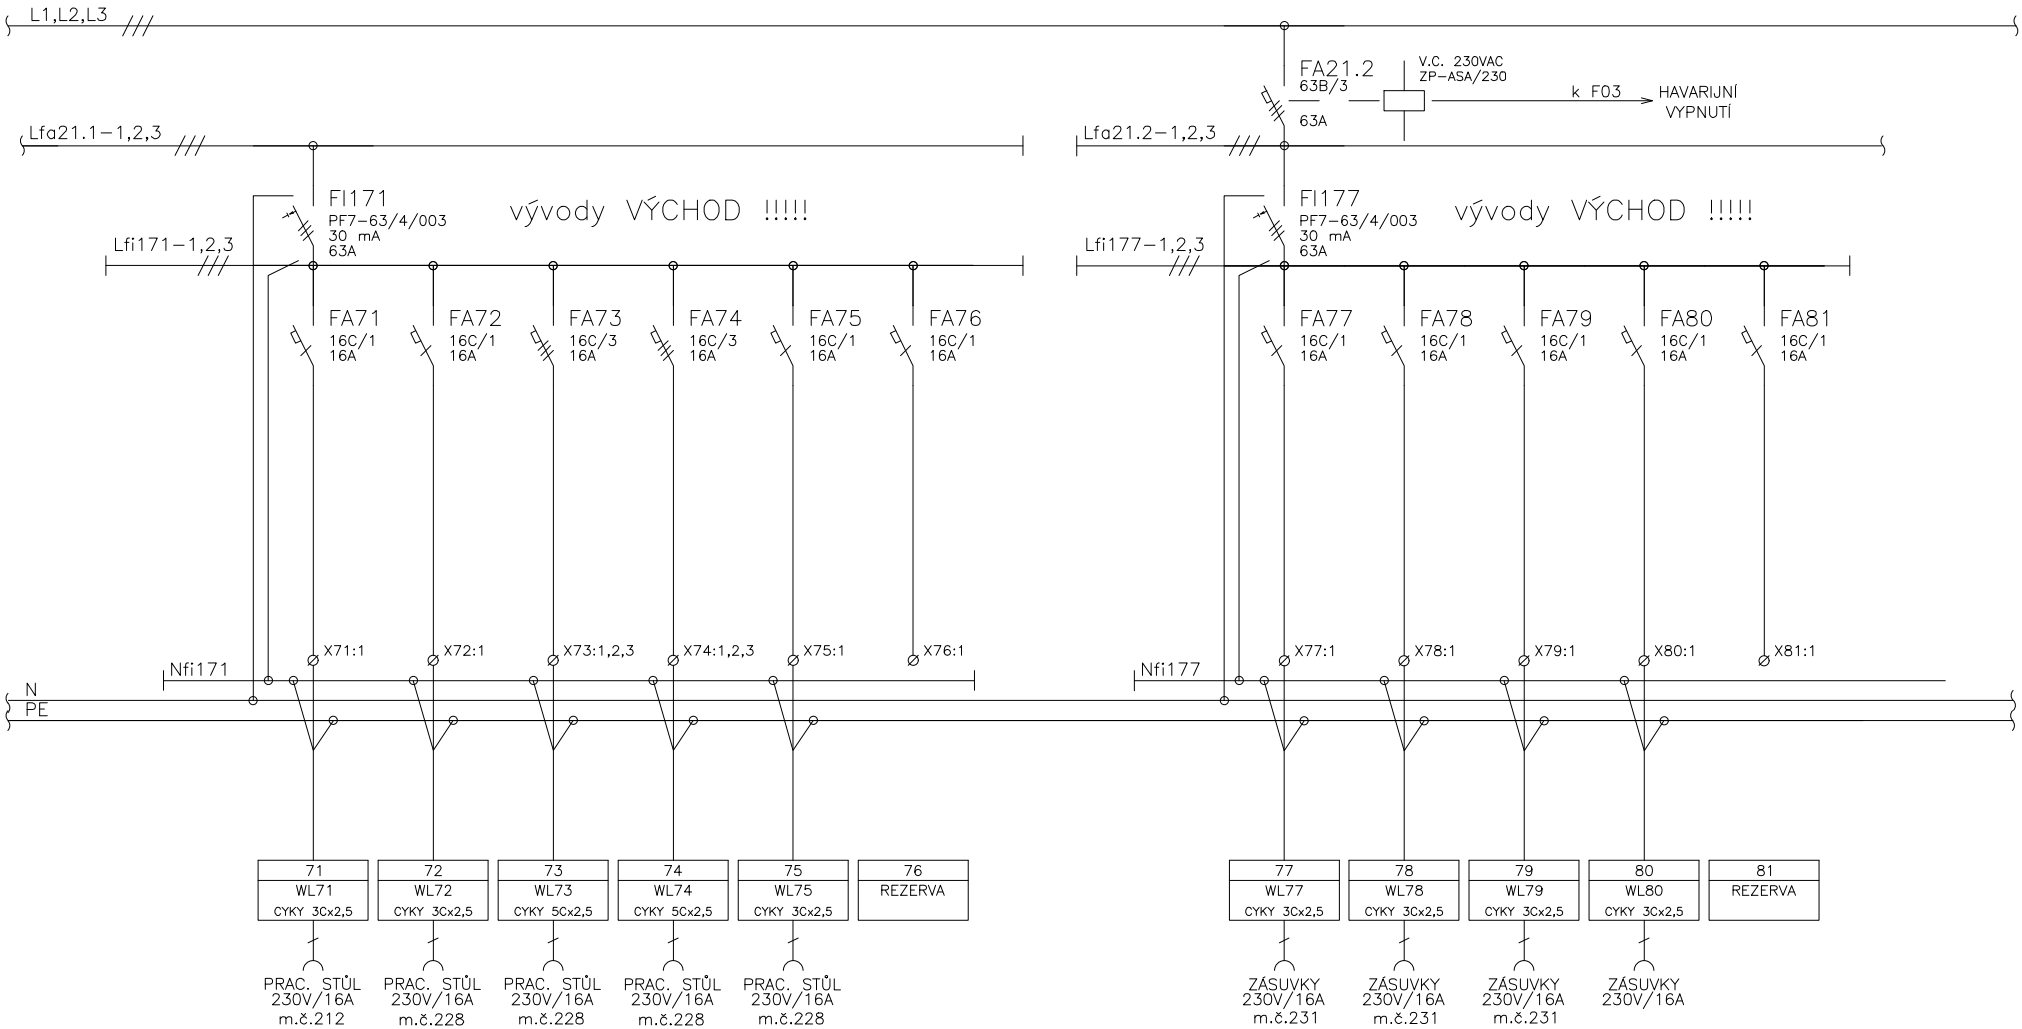 L1,L2,L3
FA21.2
63B/3
63A
V.C. 230VAC
ZP-ASA/230
k F03
HAVARIJNÍ
VYPNUTÍ
Lfa21.1-1,2,3
Lfa21.2-1,2,3
FI171
PF7-63/4/003
30 mA
63A
vývody VÝCHOD !!!!!
FI177
PF7-63/4/003
30 mA
63A
vývody VÝCHOD !!!!!
Lfi171-1,2,3
Lfi177-1,2,3
FA71
16C/1
16A
FA72
16C/1
16A
FA73
16C/3
16A
FA74
16C/3
16A
FA75
16C/1
16A
FA76
16C/1
16A
FA77
16C/1
16A
FA78
16C/1
16A
FA79
16C/1
16A
FA80
16C/1
16A
FA81
16C/1
16A
X71:1
X72:1
X73:1,2,3
X74:1,2,3
X75:1
X76:1
X77:1
X78:1
X79:1
X80:1
X81:1
Nfi171
Nfi177
N
PE
71
WL71
CYKY 3Cx2,5
72
WL72
CYKY 3Cx2,5
73
WL73
CYKY 5Cx2,5
74
WL74
CYKY 5Cx2,5
75
WL75
CYKY 3Cx2,5
76
REZERVA
77
WL77
CYKY 3Cx2,5
78
WL78
CYKY 3Cx2,5
79
WL79
CYKY 3Cx2,5
80
WL80
CYKY 3Cx2,5
81
REZERVA
PRAC. STŮL
230V/16A
m.č.212
PRAC. STŮL
230V/16A
m.č.228
PRAC. STŮL
230V/16A
m.č.228
PRAC. STŮL
230V/16A
m.č.228
PRAC. STŮL
230V/16A
m.č.228
ZÁSUVKY
230V/16A
m.č.231
ZÁSUVKY
230V/16A
m.č.231
ZÁSUVKY
230V/16A
m.č.231
ZÁSUVKY
230V/16A